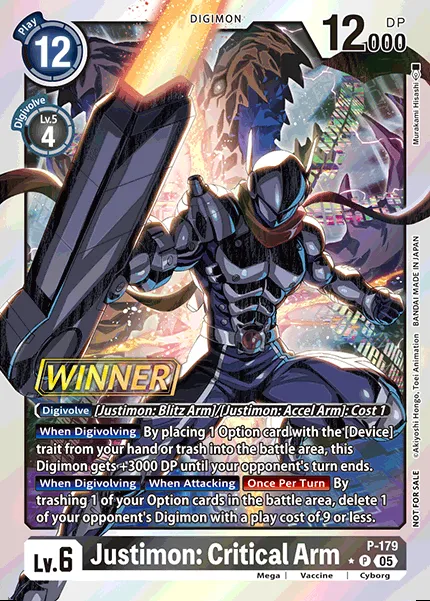 Play
12
DIGIMON
12000
DP
Digivolve
Lv.5
4
Murakami Hisashi
©Akiyoshi Hongo, Toei Animation BANDAI MADE IN JAPAN
NOT FOR SALE
WINNER
Digivolve [Justimon: Blitz Arm]/[Justimon: Accel Arm]: Cost 1
When Digivolving By placing 1 Option card with the [Device]
trait from your hand or trash into the battle area, this
Digimon gets +3000 DP until your opponent's turn ends.
When Digivolving When Attacking Once Per Turn By
trashing 1 of your Option cards in the battle area, delete 1
of your opponent's Digimon with a play cost of 9 or less.
P-179
Lv.6 Justimon: Critical Arm P 05
Mega | Vaccine | Cyborg